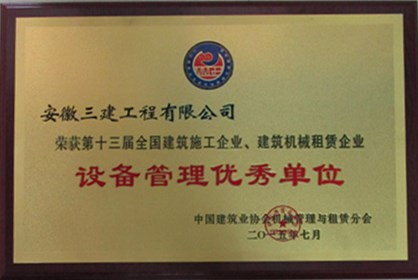 安徽三建工程有限公司
荣获第十三届全国建筑施工企业、建筑机械租赁企业
设备管理优秀单位
中国建筑业协会机械管理与租赁分会
二〇一五年七月